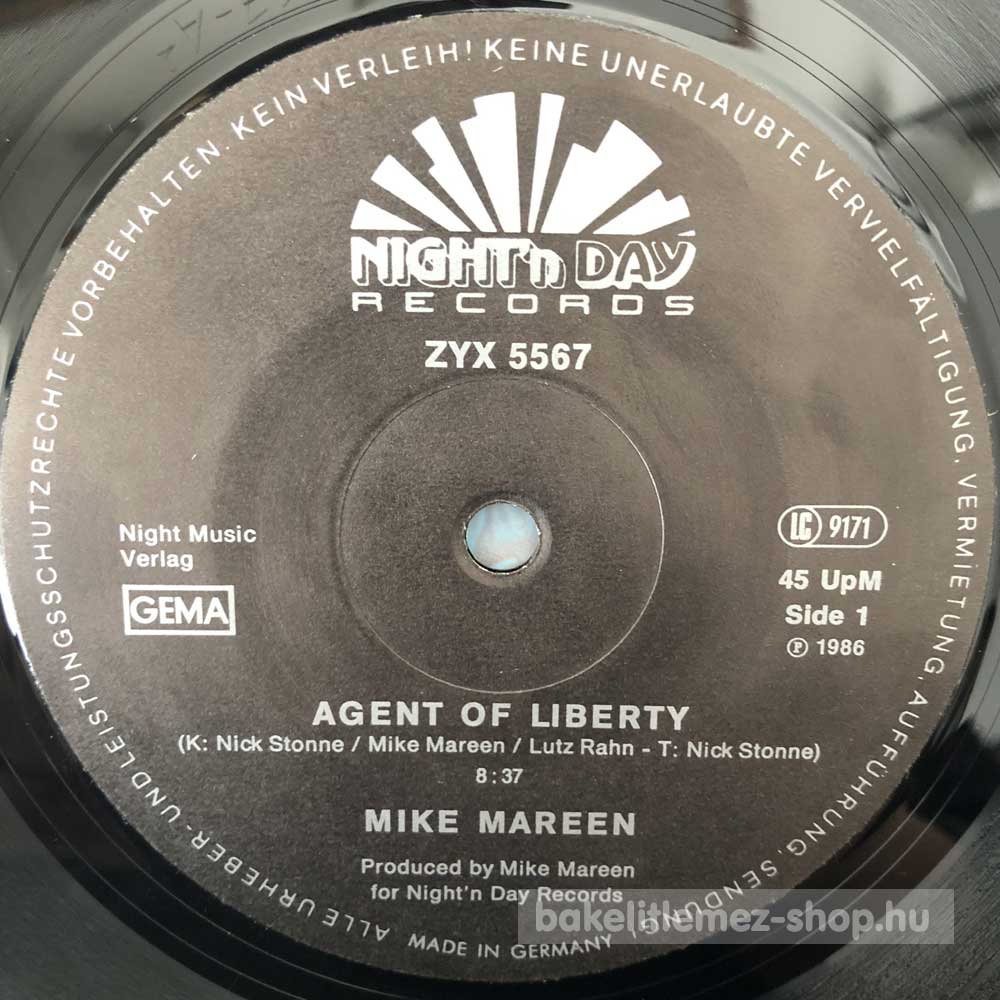 ALLE URHEBER- UND LEISTUNGSSCHUTZRECHTE VORBEHALTEN. KEIN VERLEIH! KEINE UNERLAUBTE VERVIELFÄLTIGUNG, VERMIETUNG, AUFFÜHRUNG, SENDUNG!
NIGHT'n DAY
RECORDS
ZYX 5567
Night Music
Verlag
GEMA
LC 9171
45 UpM
Side 1
℗ 1986
AGENT OF LIBERTY
(K: Nick Stonne / Mike Mareen / Lutz Rahn - T: Nick Stonne)
8:37
MIKE MAREEN
Produced by Mike Mareen
for Night'n Day Records
MADE IN GERMANY
bakelitlemez-shop.hu